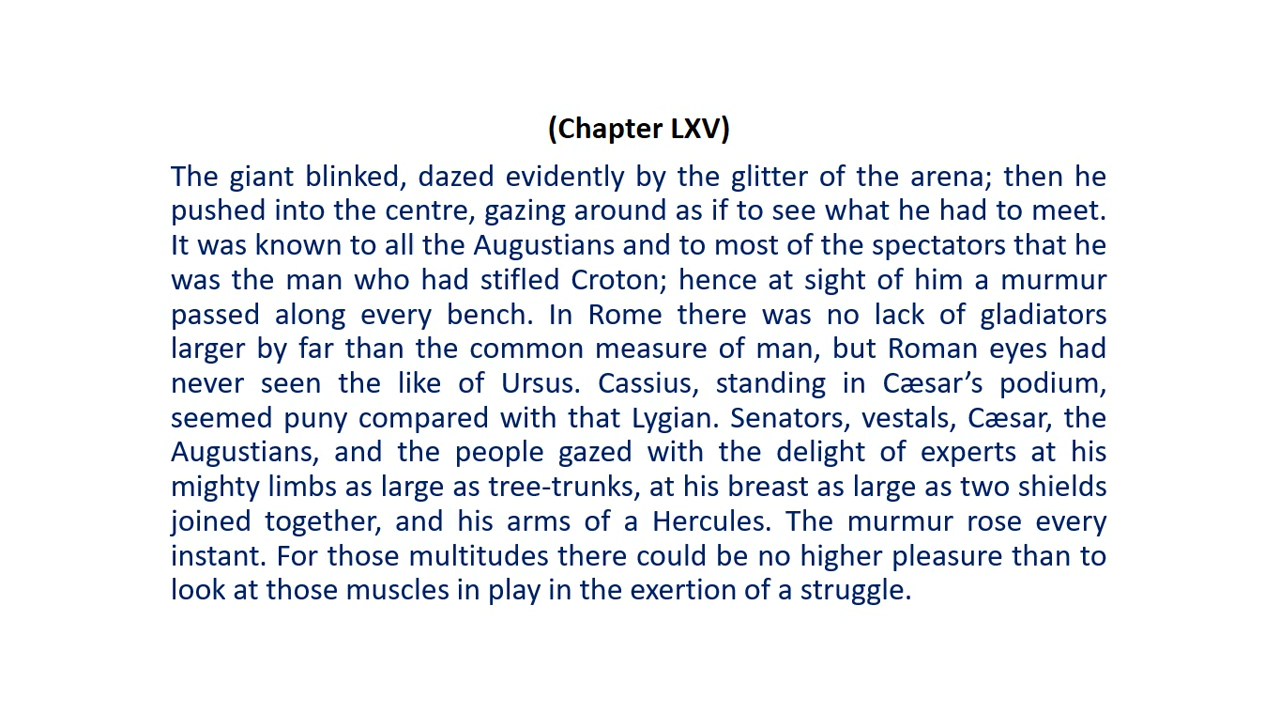 (Chapter LXV)
The giant blinked, dazed evidently by the glitter of the arena; then he
pushed into the centre, gazing around as if to see what he had to meet.
It was known to all the Augustians and to most of the spectators that he
was the man who had stifled Croton; hence at sight of him a murmur
passed along every bench. In Rome there was no lack of gladiators
larger by far than the common measure of man, but Roman eyes had
never seen the like of Ursus. Cassius, standing in Cæsar’s podium,
seemed puny compared with that Lygian. Senators, vestals, Cæsar, the
Augustians, and the people gazed with the delight of experts at his
mighty limbs as large as tree-trunks, at his breast as large as two shields
joined together, and his arms of a Hercules. The murmur rose every
instant. For those multitudes there could be no higher pleasure than to
look at those muscles in play in the exertion of a struggle.